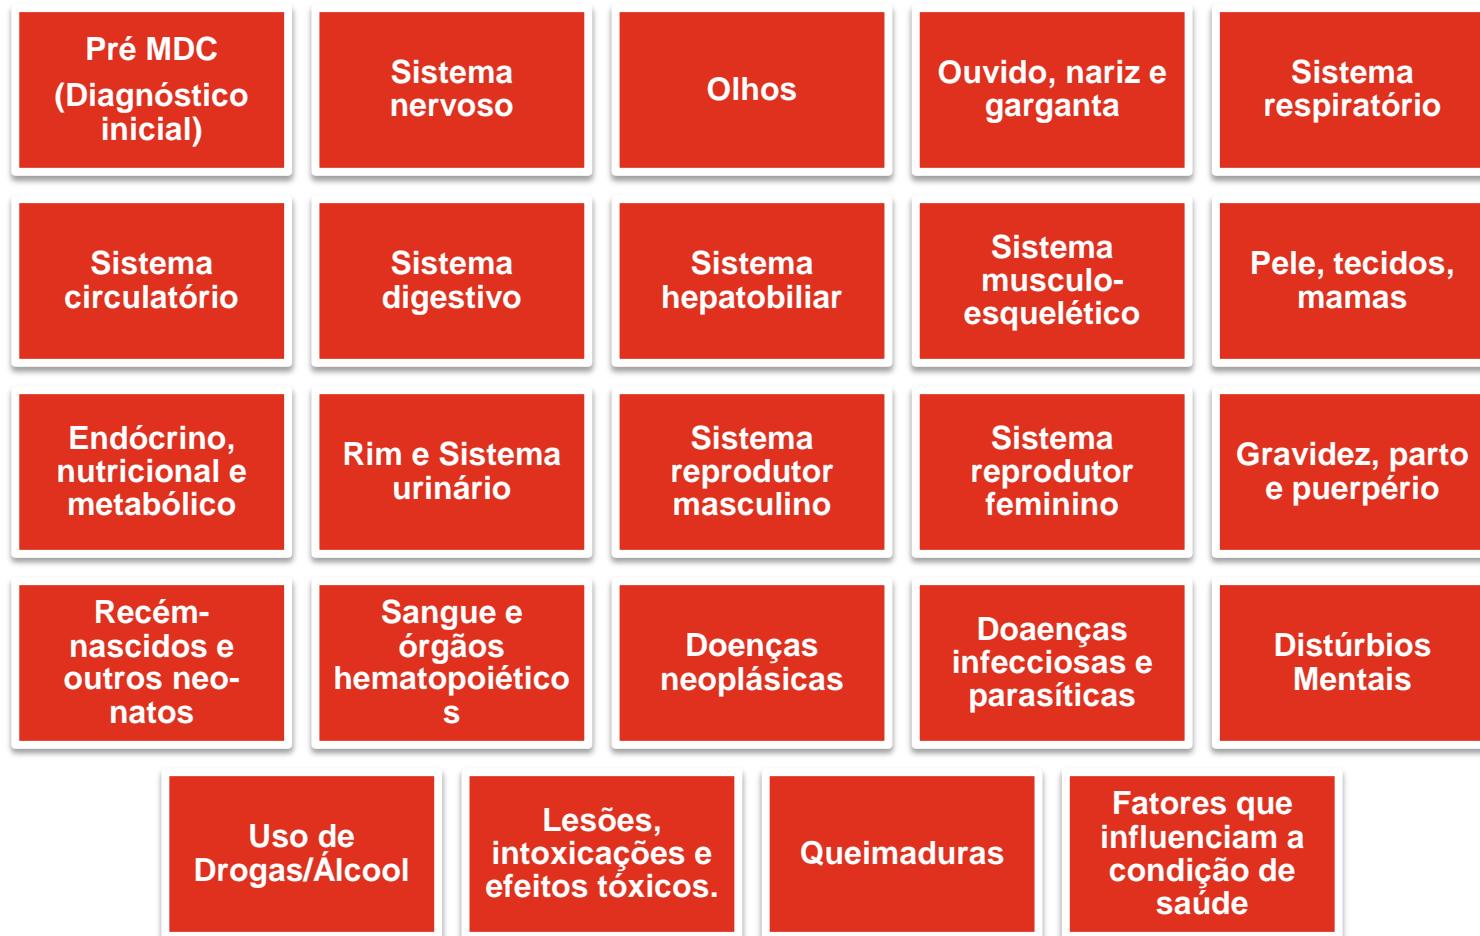 Pré MDC
(Diagnóstico
inicial)
Sistema
nervoso
Olhos
Ouvido, nariz e
garganta
Sistema
respiratório
Sistema
circulatório
Sistema
digestivo
Sistema
hepatobiliar
Sistema
musculo-
esquelético
Pele, tecidos,
mamas
Endócrino,
nutricional e
metabólico
Rim e Sistema
urinário
Sistema
reprodutor
masculino
Sistema
reprodutor
feminino
Gravidez, parto
e puerpério
Recém-
nascidos e
outros neo-
natos
Sangue e
órgãos
hematopoiético
s
Doenças
neoplásicas
Doaenças
infecciosas e
parasíticas
Distúrbios
Mentais
Uso de
Drogas/Álcool
Lesões,
intoxicações e
efeitos tóxicos.
Queimaduras
Fatores que
influenciam a
condição de
saúde